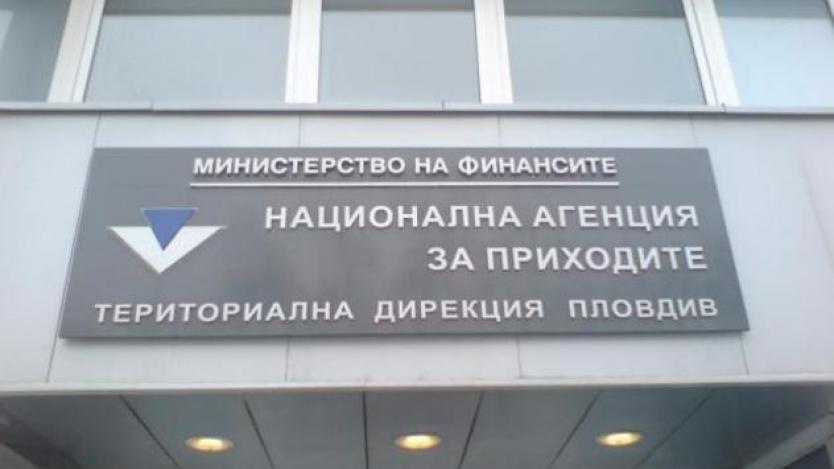 МИНИСТЕРСТВО НА ФИНАНСИТЕ
НАЦИОНАЛНА АГЕНЦИЯ
ЗА ПРИХОДИТЕ
ТЕРИТОРИАЛНА ДИРЕКЦИЯ ПЛОВДИВ